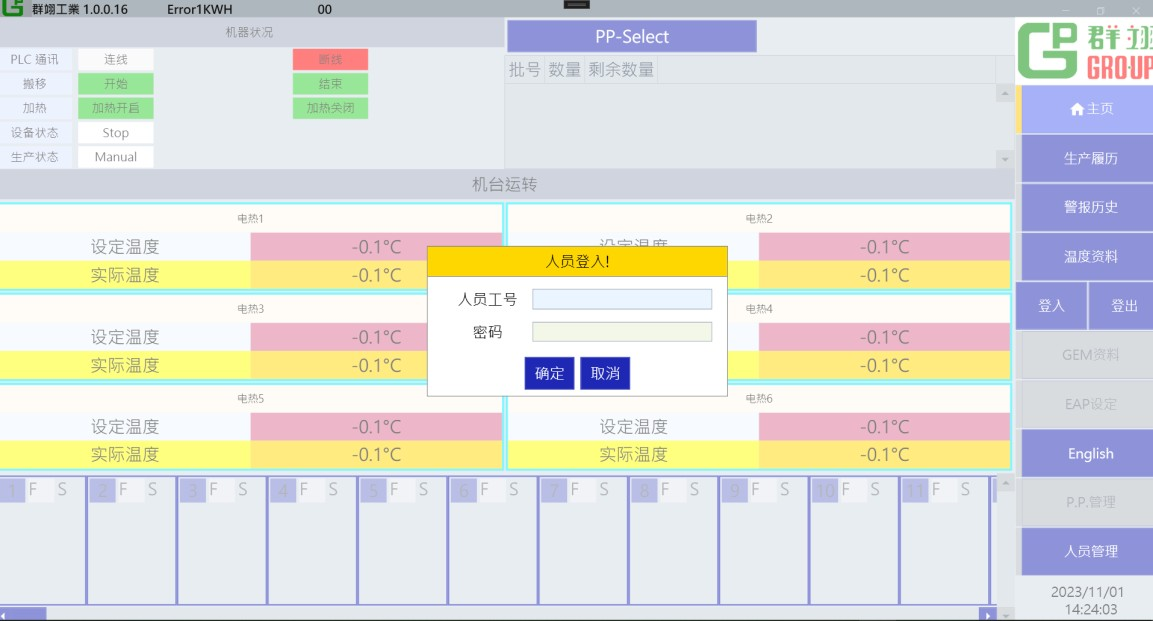 群翊工業 1.0.0.16 Error1KWH 00
机器状况
PLC 通讯 连线 断线
搬移 开始 结束
加热 加热开启 加热关闭
设备状态 Stop
生产状态 Manual
PP-Select
批号 数量 剩余数量
机台运转
电热1
设定温度 -0.1°C
实际温度 -0.1°C
电热2
设定温度 -0.1°C
-0.1°C
电热3
设定温度 -0.1°C
实际温度 -0.1°C
电热4
-0.1°C
-0.1°C
电热5
设定温度 -0.1°C
实际温度 -0.1°C
电热6
设定温度 -0.1°C
实际温度 -0.1°C
人员登入!
人员工号
密码
确定 取消
1 F S 2 F S 3 F S 4 F S 5 F S 6 F S 7 F S 8 F S 9 F S 10 F S 11 F S
群翊
GROUP
主页
生产履历
警报历史
温度资料
登入 登出
GEM资料
EAP设定
English
P.P.管理
人员管理
2023/11/01
14:24:03